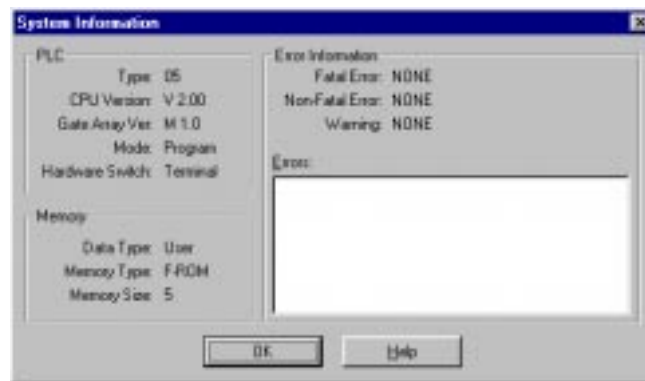 System Information
PLC
Type: 05
CPU Version: V 2.00
Gate Array Ver: M 1.0
Mode: Program
Hardware Switch: Terminal
Memory
Data Type: User
Memory Type: F-ROM
Memory Size: 5
Error Information
Fatal Error: NONE
Non-Fatal Error: NONE
Warning: NONE
Errors:
OK
Help